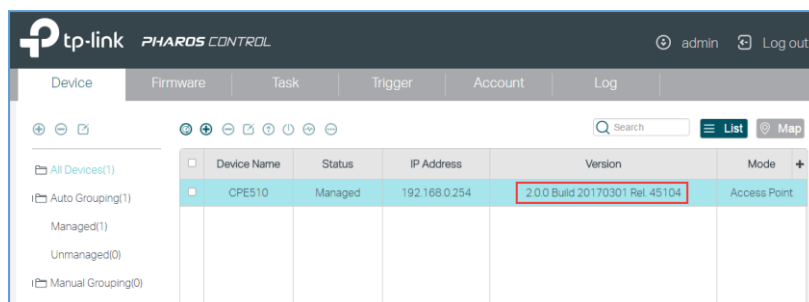 tp-link PHAROS CONTROL
admin Log out
Device Firmware Task Trigger Account Log
Search List Map
All Devices(1)
Auto Grouping(1)
Managed(1)
Unmanaged(0)
Manual Grouping(0)
Device Name Status IP Address Version Mode +
CPE510 Managed 192.168.0.254 2.0.0 Build 20170301 Rel. 45104 Access Point